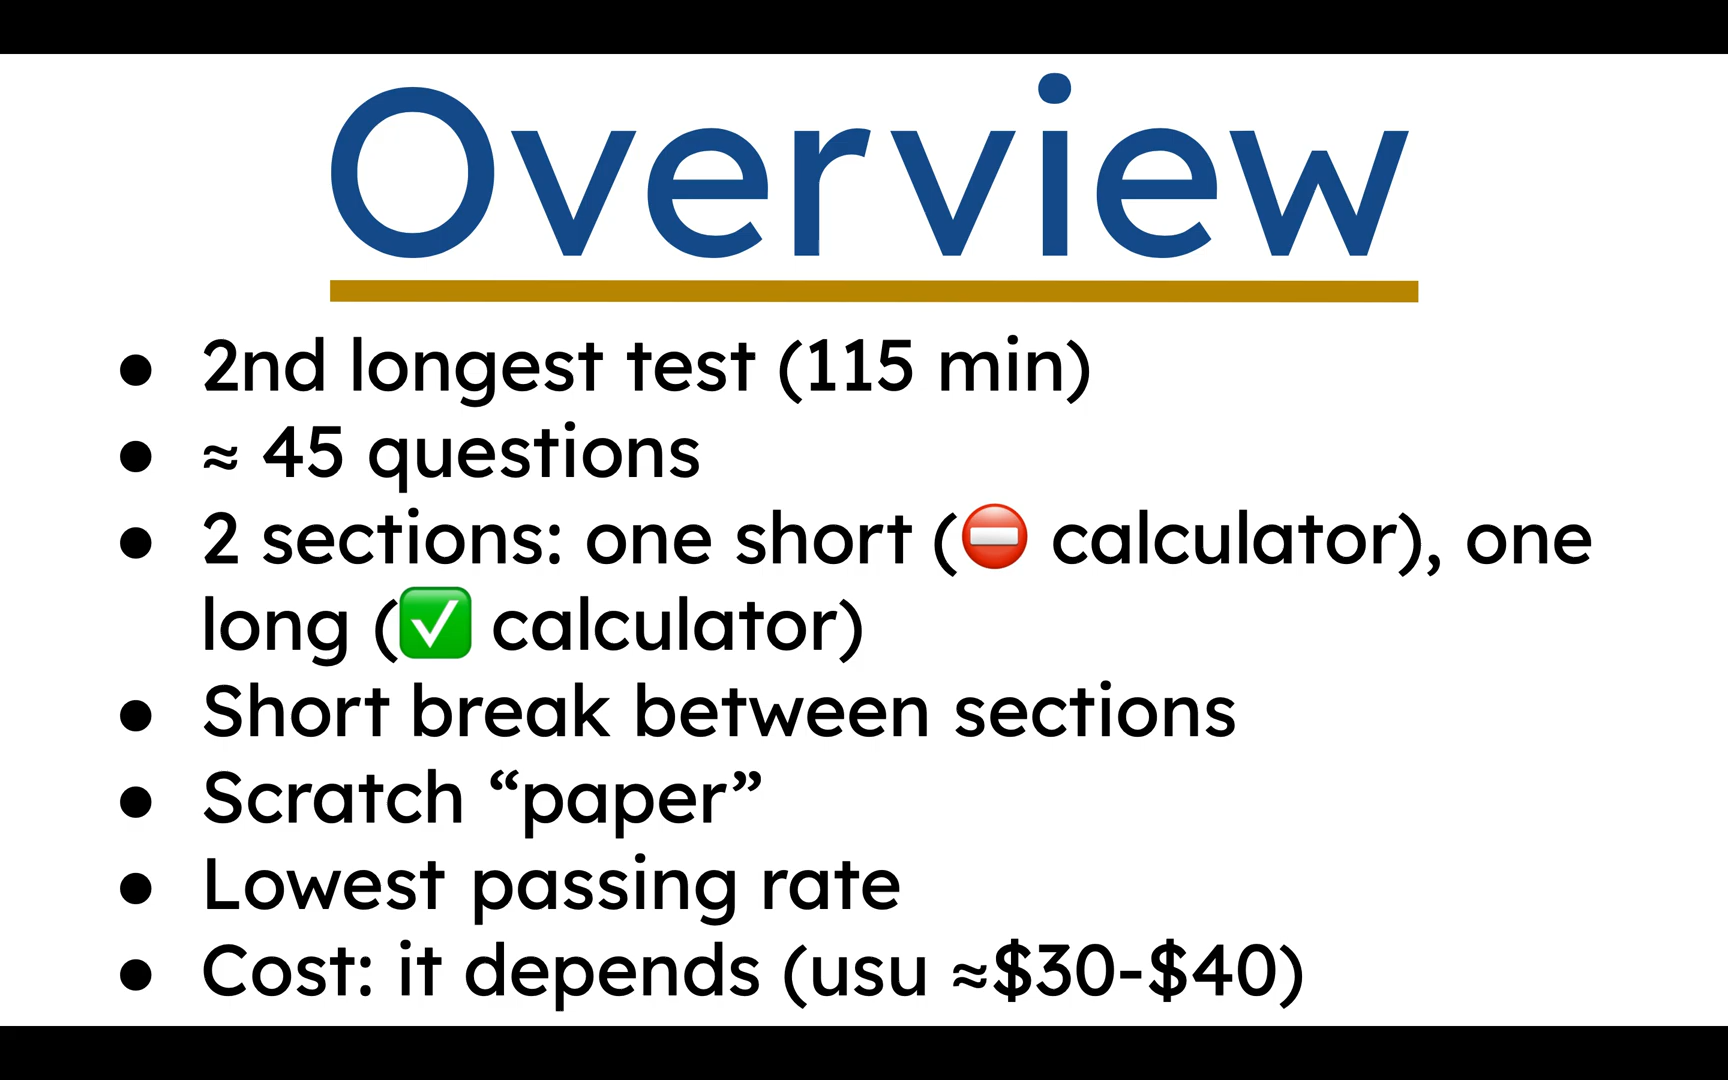 Overview
● 2nd longest test (115 min)
● ≈ 45 questions
● 2 sections: one short (⛔ calculator), one
long (✅ calculator)
● Short break between sections
● Scratch “paper”
● Lowest passing rate
● Cost: it depends (usu ≈$30-$40)